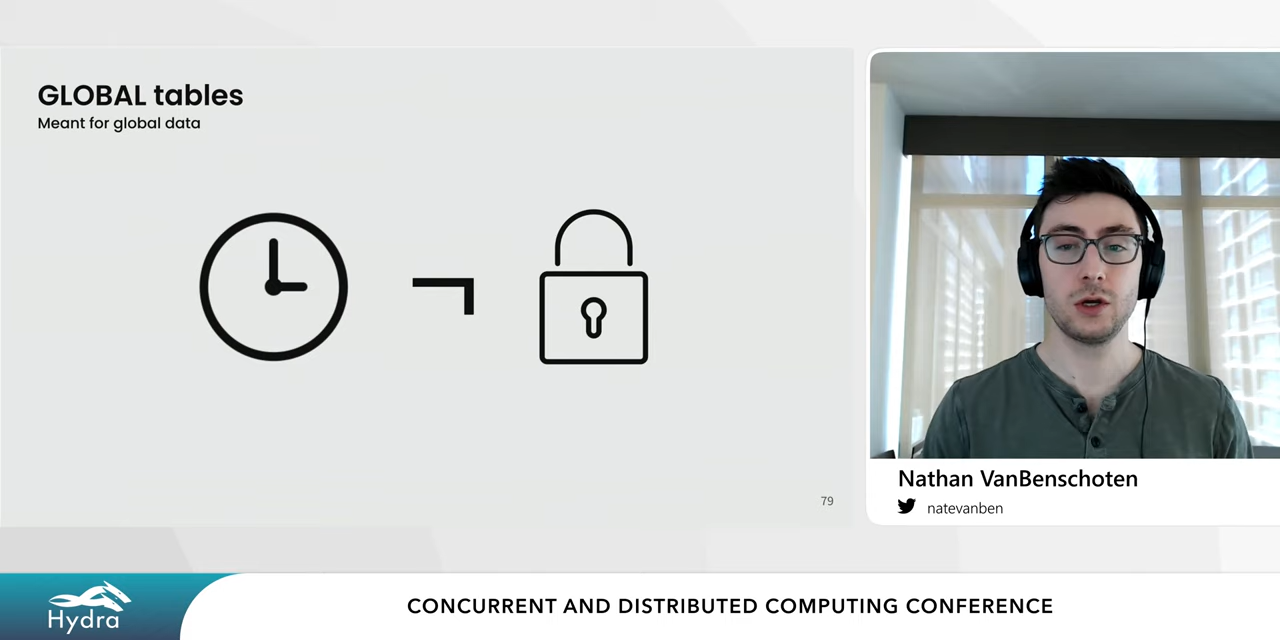 GLOBAL tables
Meant for global data
¬
79
Nathan VanBenschoten
natevanben
Hydra
CONCURRENT AND DISTRIBUTED COMPUTING CONFERENCE